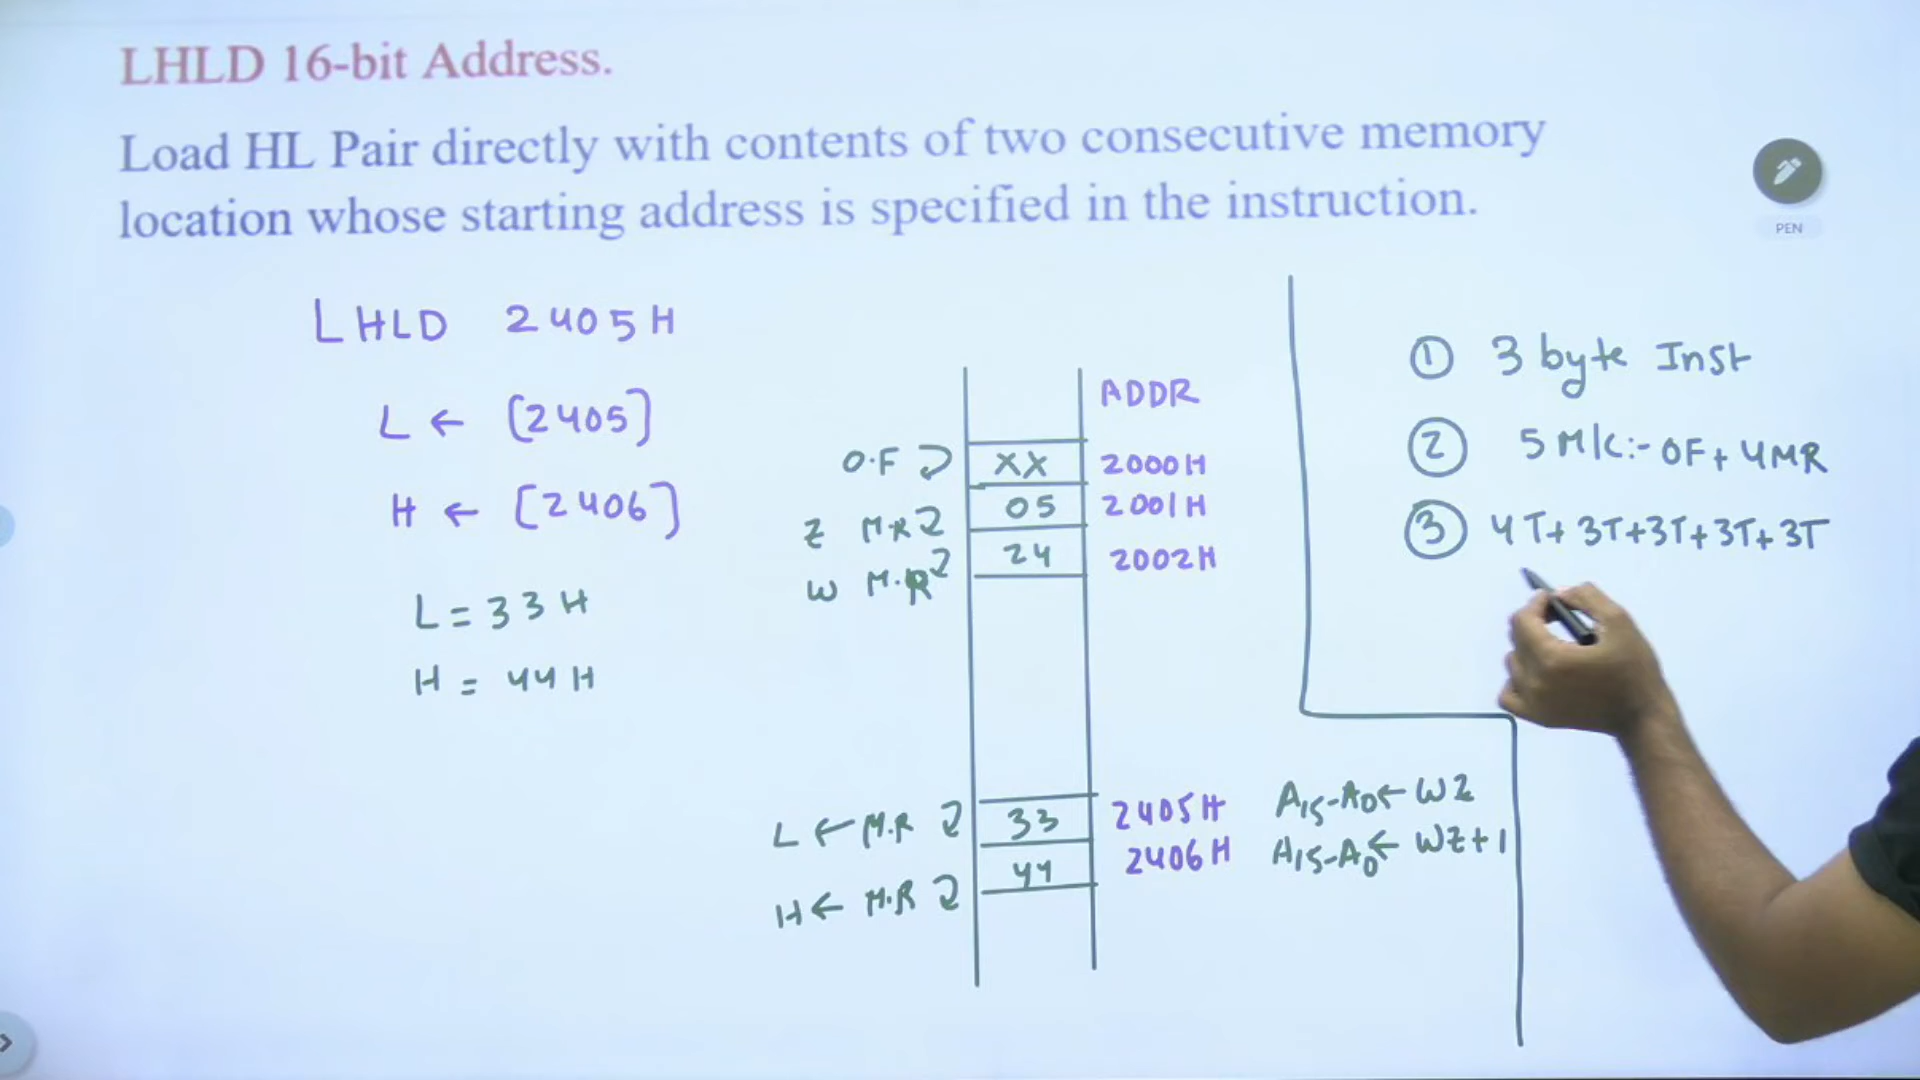 LHLD 16-bit Address.
Load HL Pair directly with contents of two consecutive memory
location whose starting address is specified in the instruction.
PEN
LHLD 2405H
L ← [2405]
H ← [2406]
L = 33H
H = 44H
ADDR
O.F XX 2000H
Z M.R 05 2001H
W M.R 24 2002H
L ← M.R 33 2405H A15-A0 ← WZ
H ← M.R 44 2406H A15-A0 ← WZ+1
① 3 byte Inst
② 5 M/C:- OF + 4MR
③ 4T+ 3T+3T+3T+3T